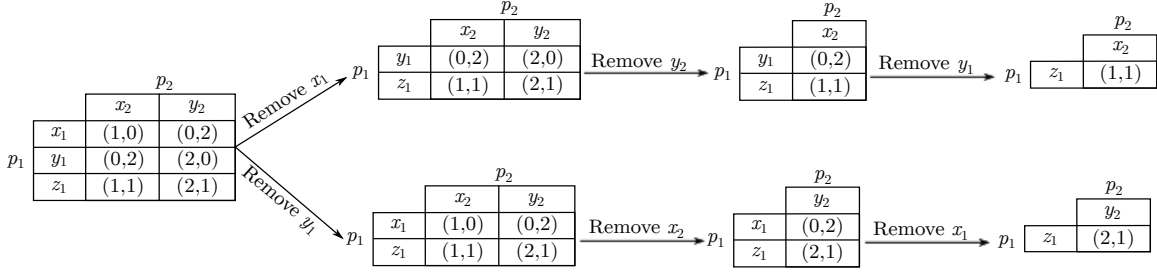 p₂
x₂ y₂
x₁ (1,0) (0,2)
p₁ y₁ (0,2) (2,0)
z₁ (1,1) (2,1)
Remove x₁
p₂
x₂ y₂
y₁ (0,2) (2,0)
p₁
z₁ (1,1) (2,1)
Remove y₂
p₂
x₂
y₁ (0,2)
p₁
z₁ (1,1)
Remove y₁
p₂
x₂
p₁ z₁ (1,1)
Remove y₁
p₂
x₂ y₂
x₁ (1,0) (0,2)
p₁
z₁ (1,1) (2,1)
Remove x₂
p₂
y₂
x₁ (0,2)
p₁
z₁ (2,1)
Remove x₁
p₂
y₂
p₁ z₁ (2,1)